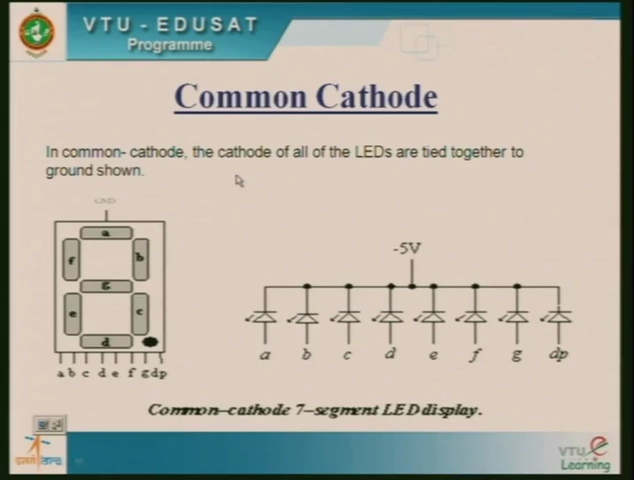 VTU - EDUSAT
Programme
Common Cathode
In common- cathode, the cathode of all of the LEDs are tied together to
ground shown.
GND
a
f b
g
e c
d
a b c d e f g dp
-5V
a b c d e f g dp
Common-cathode 7-segment LED display.
VTU e
Learning